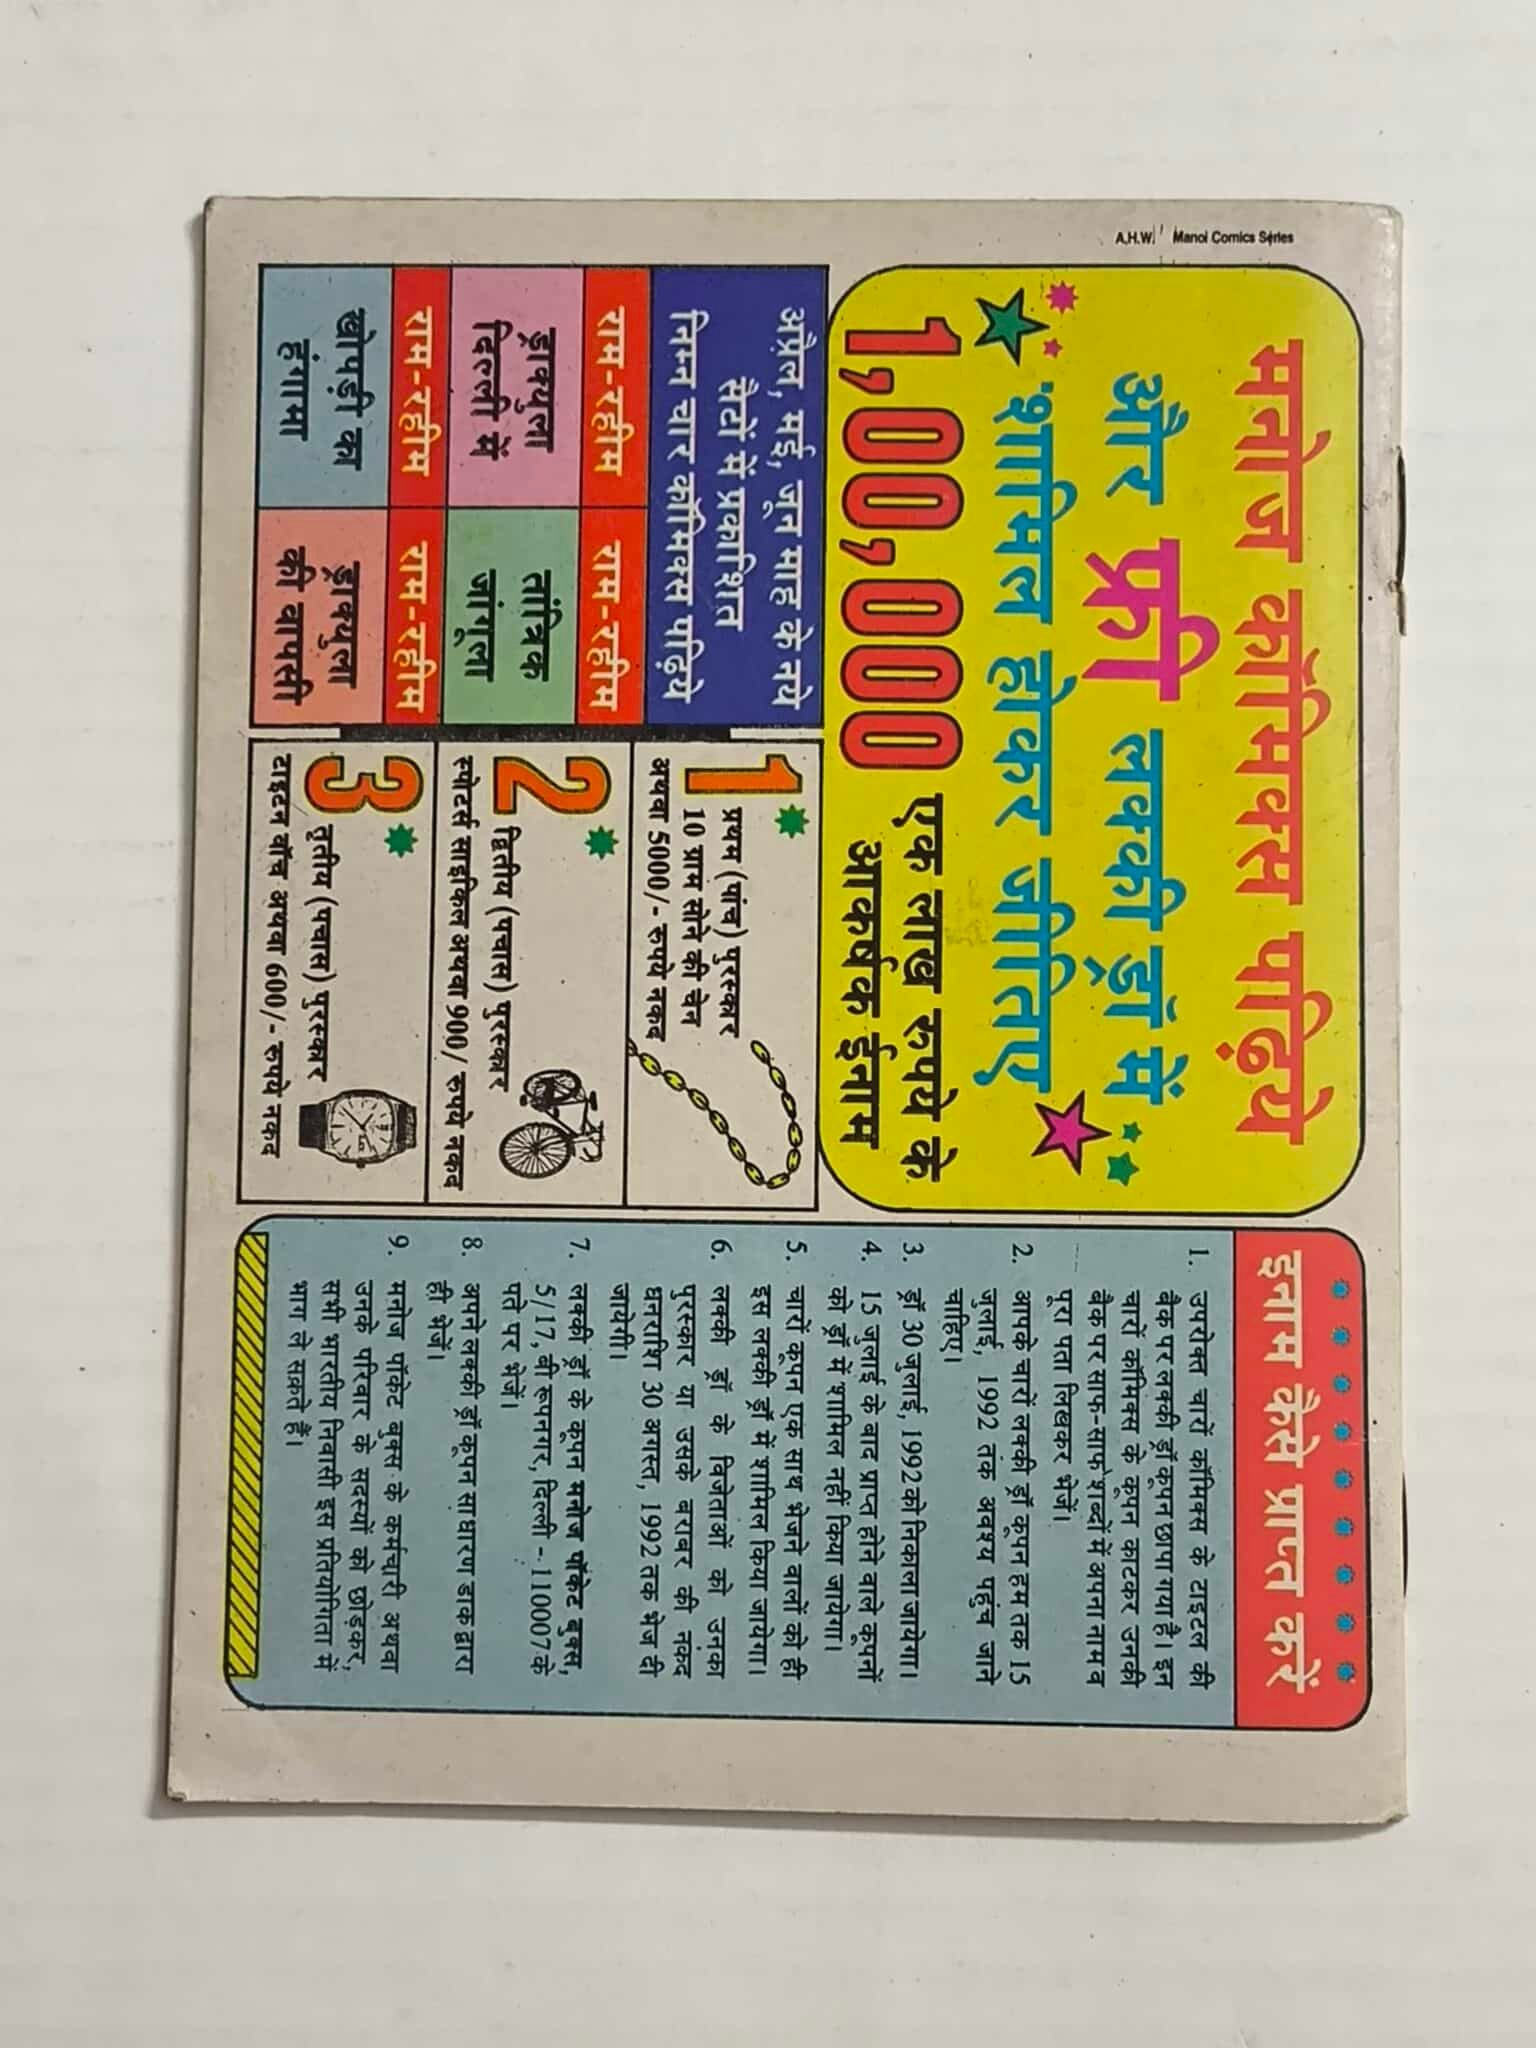 A.H.W. Manoj Comics Series
मनोज कॉमिक्स पढ़िये
और फ्री लक्की ड्रॉ में
शामिल होकर जीतिए
1,00,000 एक लाख रुपये के
आकर्षक ईनाम
अप्रैल, मई, जून माह के नये
सैटों में प्रकाशित
निम्न चार कॉमिक्स पढ़िये
राम-रहीम
ड्राक्युला
दिल्ली में
राम-रहीम
तांत्रिक
जांगूला
राम-रहीम
खोपड़ी का
हंगामा
राम-रहीम
ड्राक्युला
की वापसी
1 प्रथम (पांच) पुरस्कार
10 ग्राम सोने की चेन
अथवा 5000/- रुपये नकद
2 द्वितीय (पचास) पुरस्कार
स्पोर्टर्स साइकिल अथवा 900/ रुपये नकद
3 तृतीय (पचास) पुरस्कार
टाइटन वॉच अथवा 600/- रुपये नकद
इनाम कैसे प्राप्त करें
1. उपरोक्त चारों कॉमिक्स के टाइटल की
बैक पर लक्की ड्रॉ कूपन छापा गया है। इन
चारों कॉमिक्स के कूपन काटकर उनकी
बैक पर साफ-साफ शब्दों में अपना नाम व
पूरा पता लिखकर भेजें।
2. आपके चारों लक्की ड्रॉ कूपन हम तक 15
जुलाई, 1992 तक अवश्य पहुंच जाने
चाहिए।
3. ड्रॉ 30 जुलाई, 1992 को निकाला जायेगा।
4. 15 जुलाई के बाद प्राप्त होने वाले कूपनों
को ड्रॉ में शामिल नहीं किया जायेगा।
5. चारों कूपन एक साथ भेजने वालों को ही
इस लक्की ड्रॉ में शामिल किया जायेगा।
6. लक्की ड्रॉ के विजेताओं को उनका
पुरस्कार या उसके बराबर की नकद
धनराशि 30 अगस्त, 1992 तक भेज दी
जायेगी।
7. लक्की ड्रॉ के कूपन मनोज पॉकेट बुक्स,
5/17, बी रूपनगर, दिल्ली - 110007 के
पते पर भेजें।
8. अपने लक्की ड्रॉ कूपन साधारण डाक द्वारा
ही भेजें।
9. मनोज पॉकेट बुक्स के कर्मचारी अथवा
उनके परिवार के सदस्यों को छोड़कर,
सभी भारतीय निवासी इस प्रतियोगिता में
भाग ले सकते हैं।